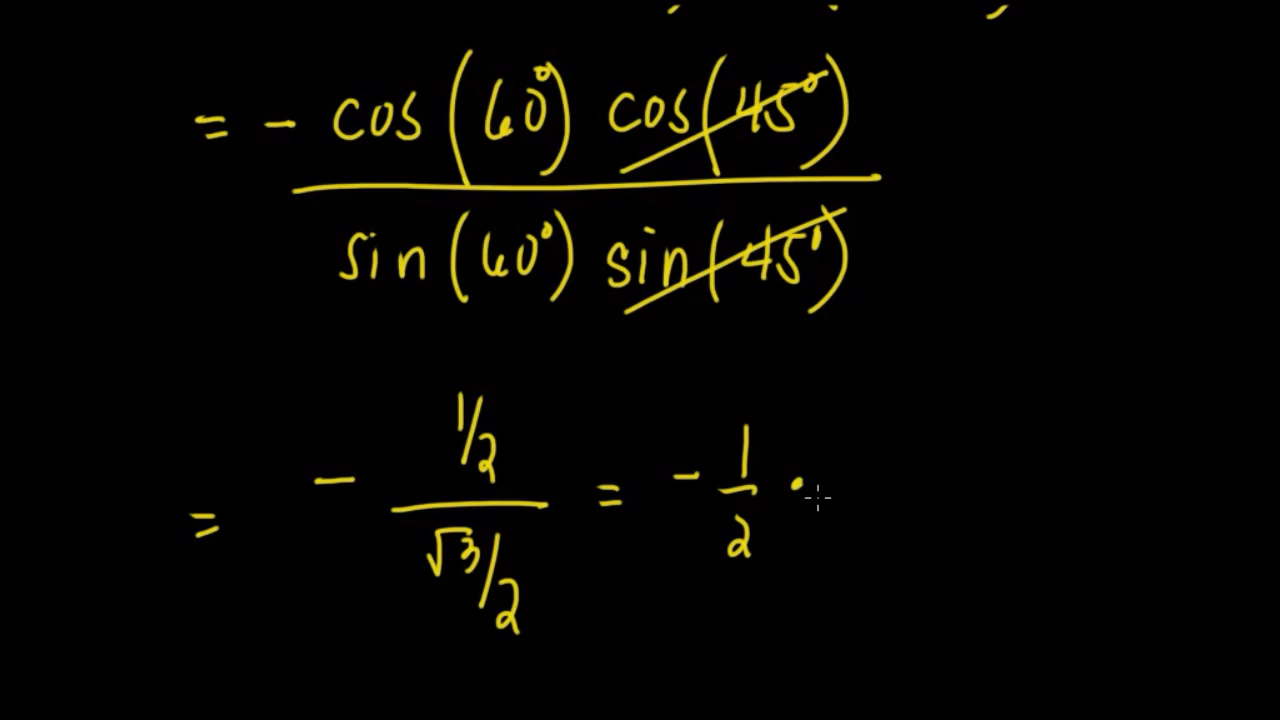 = - cos(60°) cos(45°)
sin(60°) sin(45°)
= - 1/2 = - 1/2 ·
√3/2